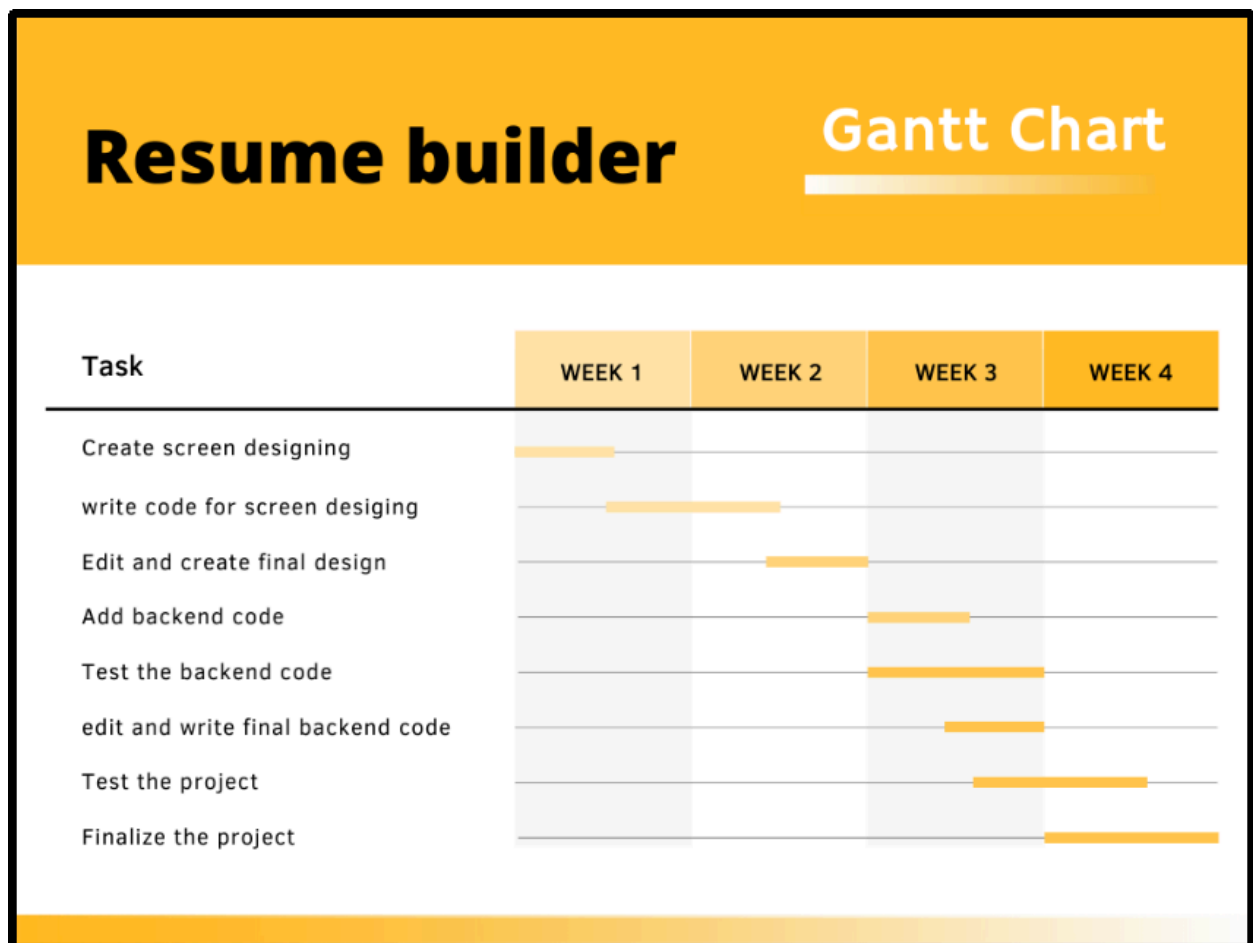 Resume builder
Gantt Chart
Task
WEEK 1
WEEK 2
WEEK 3
WEEK 4
Create screen designing
write code for screen desiging
Edit and create final design
Add backend code
Test the backend code
edit and write final backend code
Test the project
Finalize the project